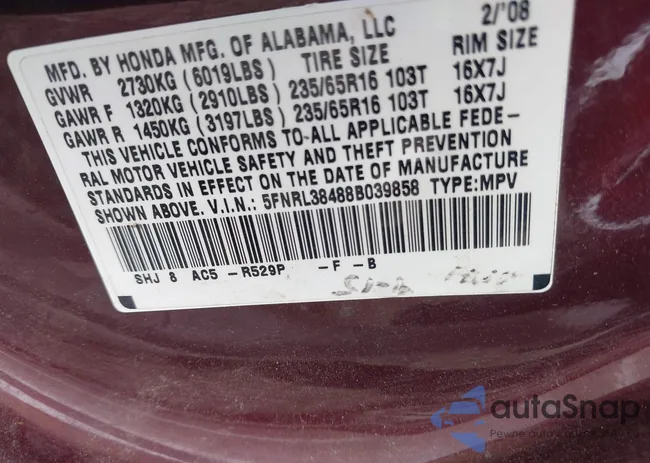 MFD. BY HONDA MFG. OF ALABAMA, LLC 2/'08
GVWR 2730KG (6019LBS) TIRE SIZE RIM SIZE
GAWR F 1320KG (2910LBS) 235/65R16 103T 16X7J
GAWR R 1450KG (3197LBS) 235/65R16 103T 16X7J
THIS VEHICLE CONFORMS TO-ALL APPLICABLE FEDE-
RAL MOTOR VEHICLE SAFETY AND THEFT PREVENTION
STANDARDS IN EFFECT ON THE DATE OF MANUFACTURE
SHOWN ABOVE. V.I.N.: 5FNRL38488B039858 TYPE:MPV
SHJ 8 AC5 -R529P -F -B
autaSnap